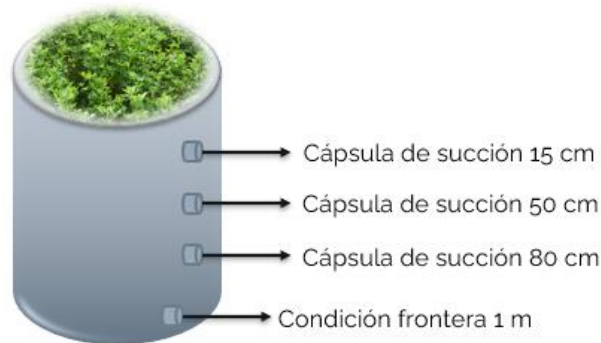 Cápsula de succión 15 cm
Cápsula de succión 50 cm
Cápsula de succión 80 cm
Condición frontera 1 m